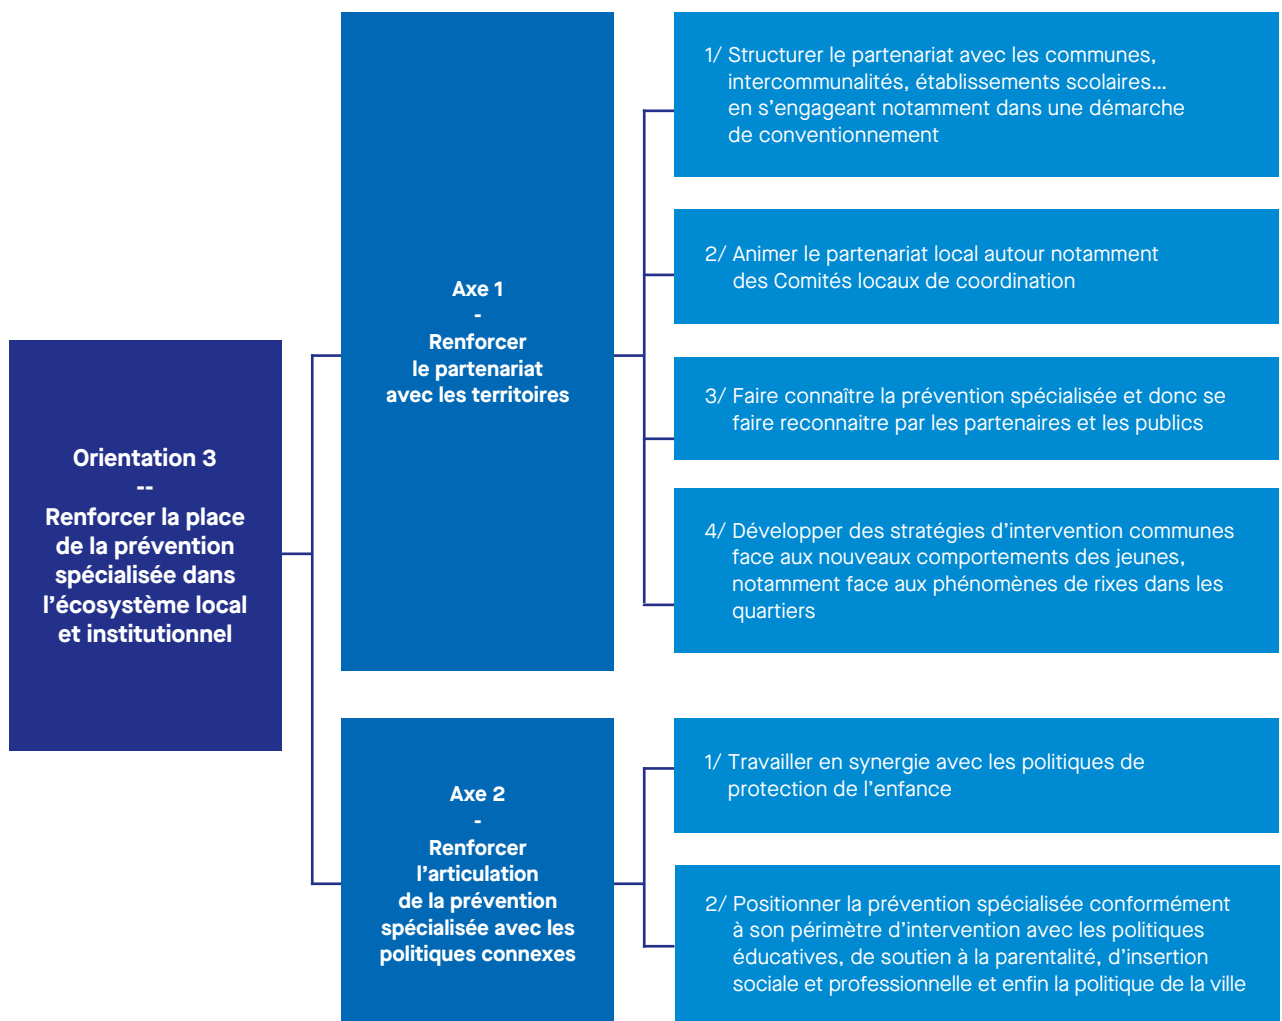 Orientation 3
--
Renforcer la place
de la prévention
spécialisée dans
l’écosystème local
et institutionnel
Axe 1
-
Renforcer
le partenariat
avec les territoires
1/ Structurer le partenariat avec les communes,
intercommunalités, établissements scolaires…
en s’engageant notamment dans une démarche
de conventionnement
2/ Animer le partenariat local autour notamment
des Comités locaux de coordination
3/ Faire connaître la prévention spécialisée et donc se
faire reconnaitre par les partenaires et les publics
4/ Développer des stratégies d’intervention communes
face aux nouveaux comportements des jeunes,
notamment face aux phénomènes de rixes dans les
quartiers
Axe 2
-
Renforcer
l’articulation
de la prévention
spécialisée avec les
politiques connexes
1/ Travailler en synergie avec les politiques de
protection de l’enfance
2/ Positionner la prévention spécialisée conformément
à son périmètre d’intervention avec les politiques
éducatives, de soutien à la parentalité, d’insertion
sociale et professionnelle et enfin la politique de la ville